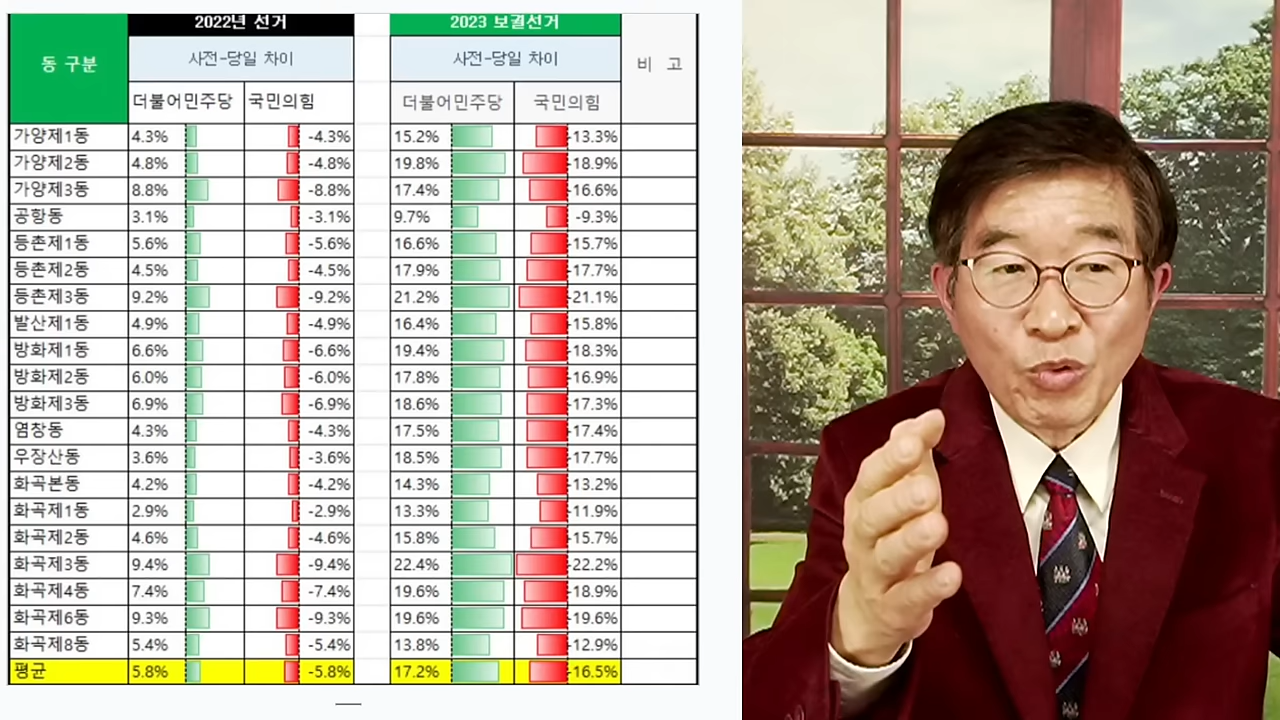 2022년 선거 2023 보궐선거
동 구분 사전-당일 차이 사전-당일 차이 비 고
더불어민주당 국민의힘 더불어민주당 국민의힘
가양제1동 4.3% -4.3% 15.2% -13.3%
가양제2동 4.8% -4.8% 19.8% -18.9%
가양제3동 8.8% -8.8% 17.4% -16.6%
공항동 3.1% -3.1% 9.7% -9.3%
등촌제1동 5.6% -5.6% 16.6% -15.7%
등촌제2동 4.5% -4.5% 17.9% -17.7%
등촌제3동 9.2% -9.2% 21.2% -21.1%
발산제1동 4.9% -4.9% 16.4% -15.8%
방화제1동 6.6% -6.6% 19.4% -18.3%
방화제2동 6.0% -6.0% 17.8% -16.9%
방화제3동 6.9% -6.9% 18.6% -17.3%
염창동 4.3% -4.3% 17.5% -17.4%
우장산동 3.6% -3.6% 18.5% -17.7%
화곡본동 4.2% -4.2% 14.3% -13.2%
화곡제1동 2.9% -2.9% 13.3% -11.9%
화곡제2동 4.6% -4.6% 15.8% -15.7%
화곡제3동 9.4% -9.4% 22.4% -22.2%
화곡제4동 7.4% -7.4% 19.6% -18.9%
화곡제6동 9.3% -9.3% 19.6% -19.6%
화곡제8동 5.4% -5.4% 13.8% -12.9%
평균 5.8% -5.8% 17.2% -16.5%